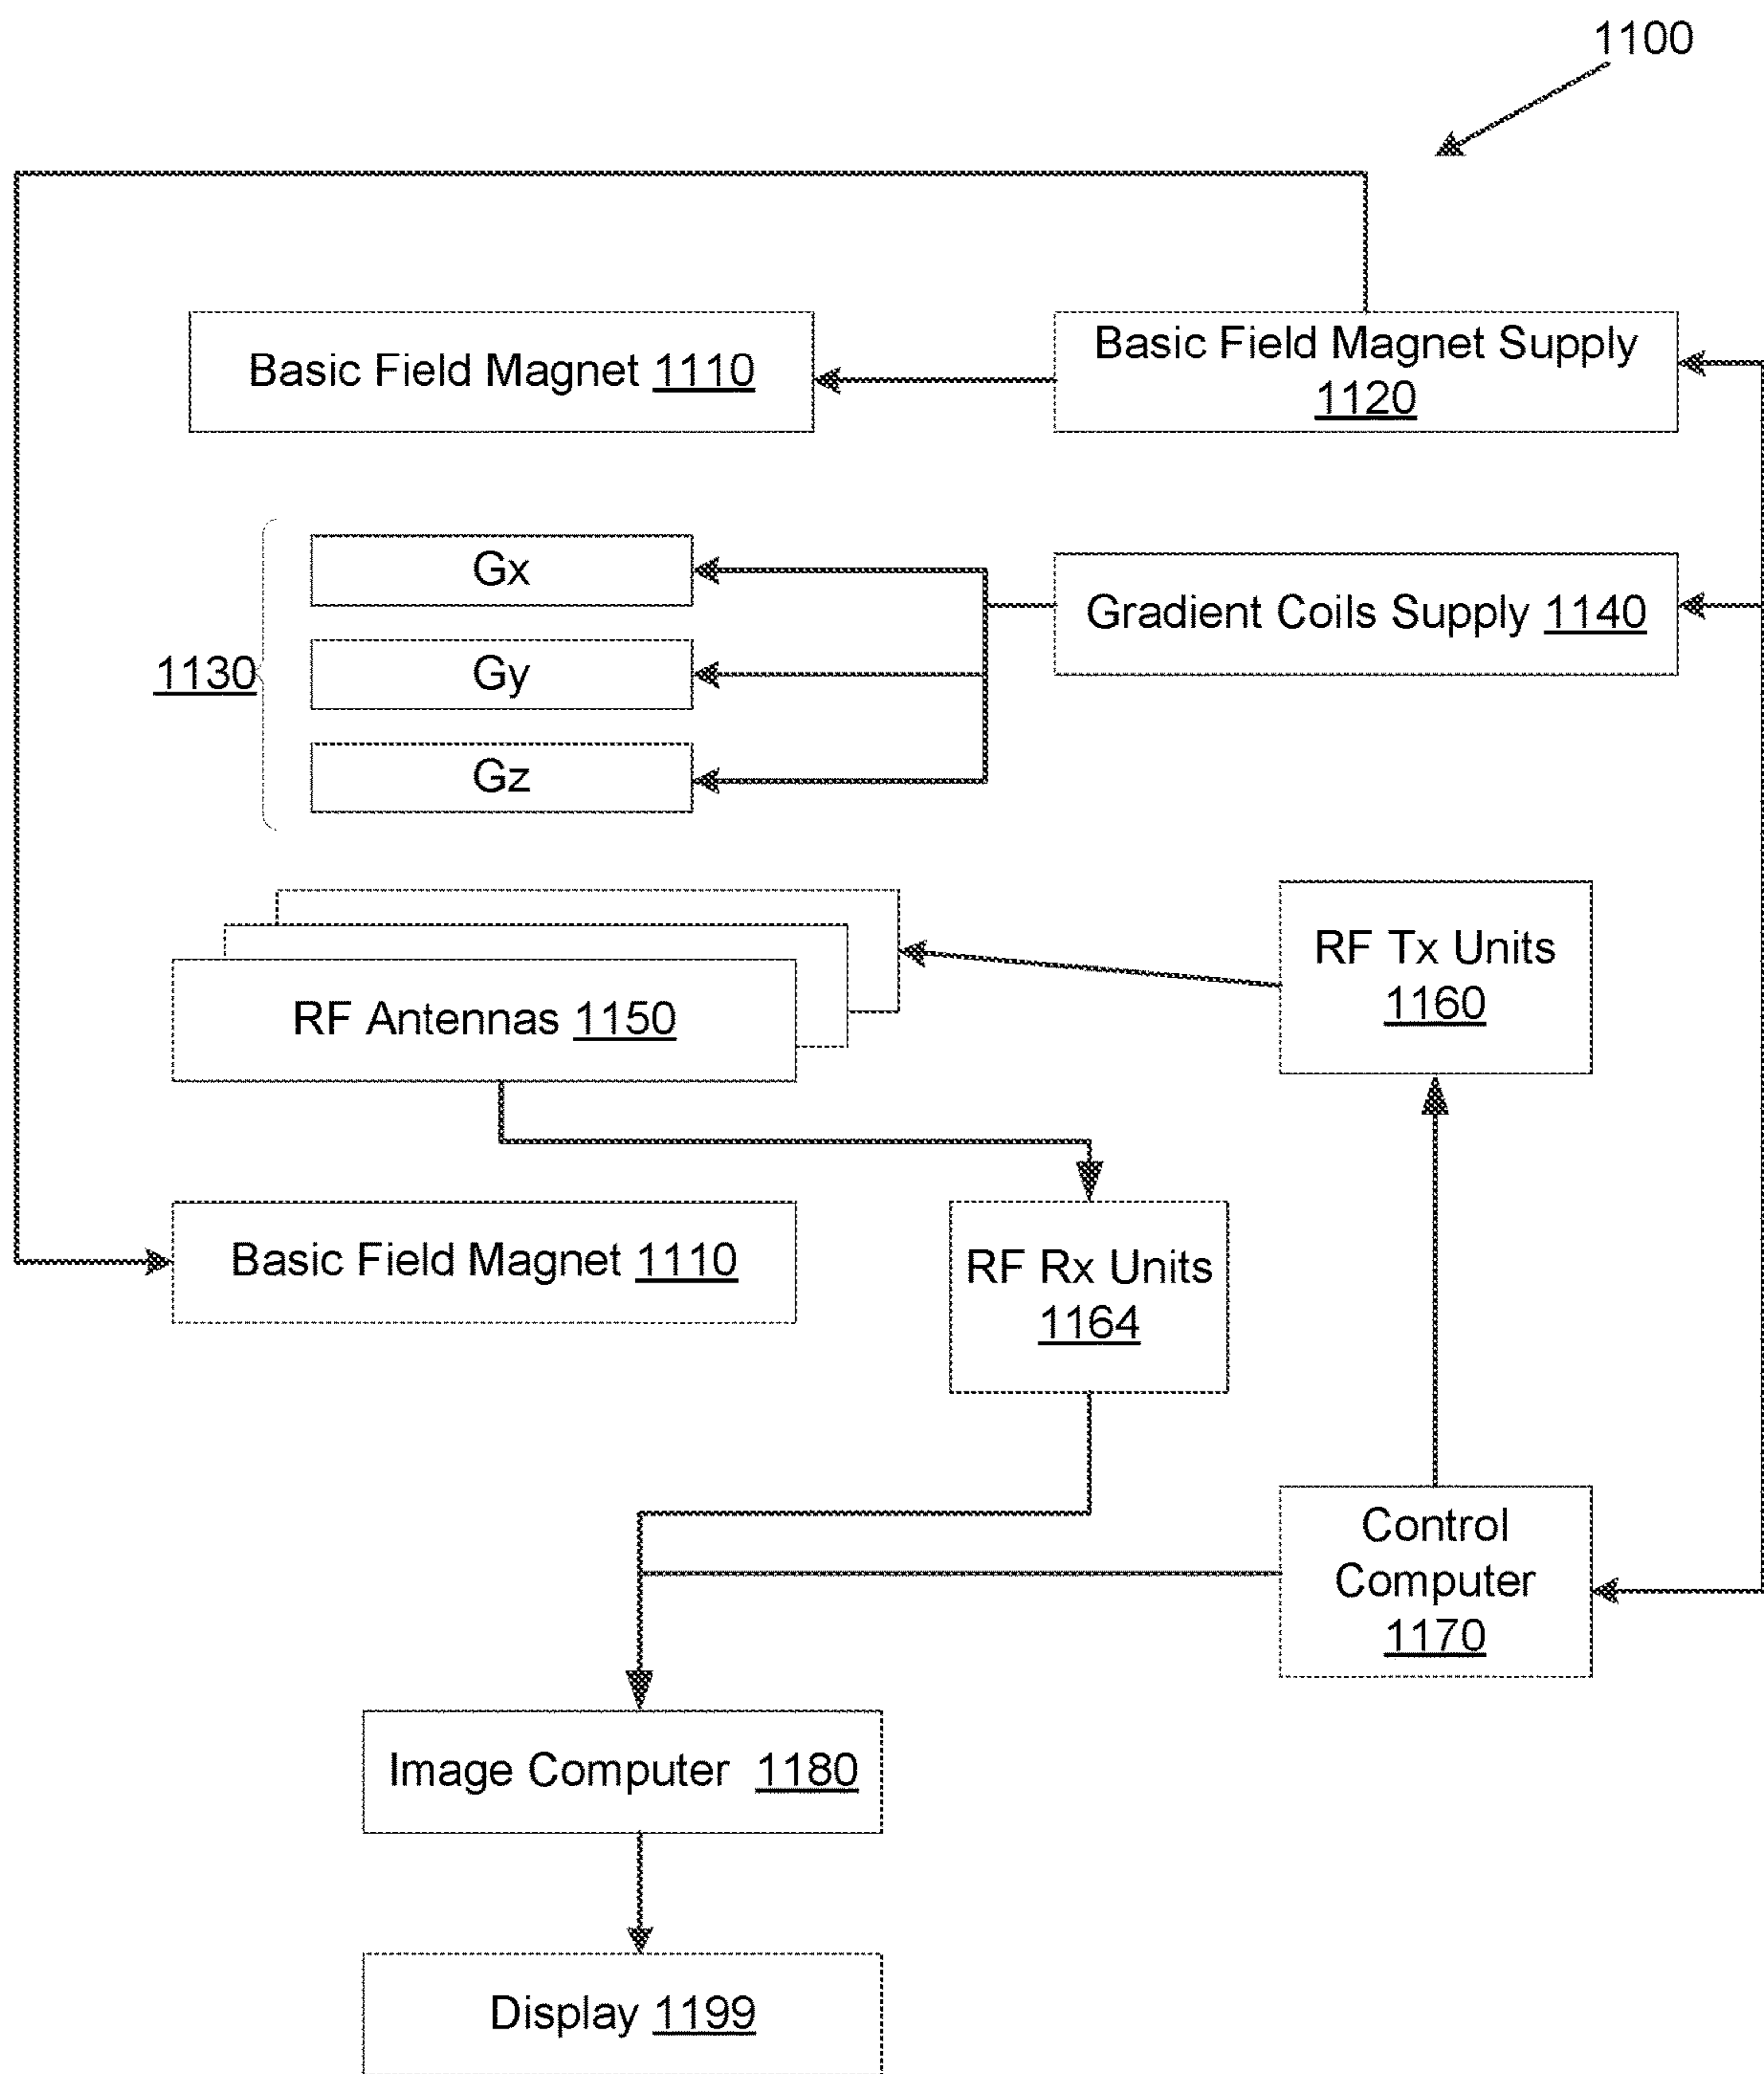 1100
Basic Field Magnet 1110
Basic Field Magnet Supply
1120
Gx
Gradient Coils Supply 1140
1130
Gy
Gz
RF Tx Units
1160
RF Antennas 1150
Basic Field Magnet 1110
RF Rx Units
1164
Control
Computer
1170
Image Computer 1180
Display 1199